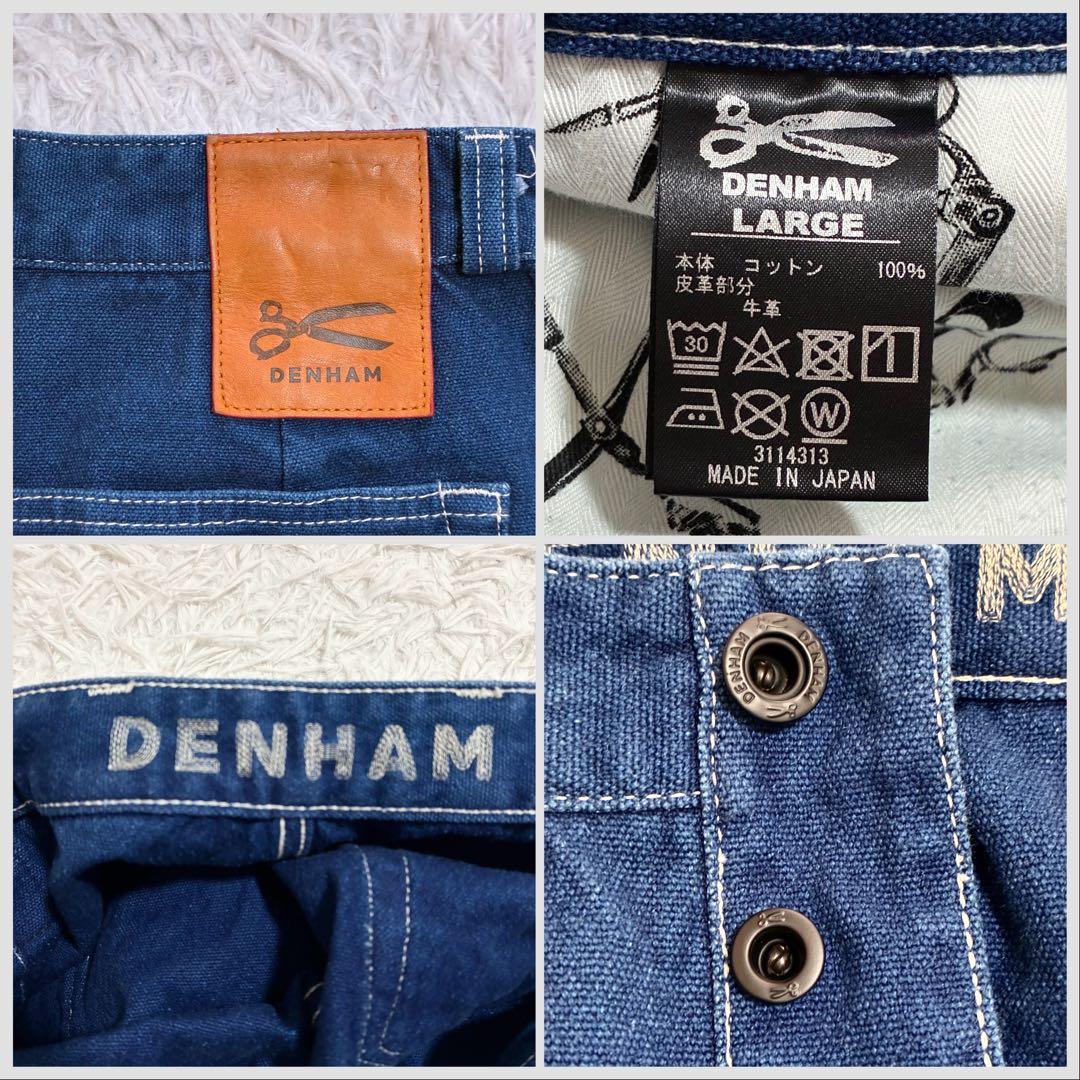 DENHAM
DENHAM
LARGE
本体 コットン 100%
皮革部分
牛革
30
W
3114313
MADE IN JAPAN
DENHAM
M
DENHAM DENHAM